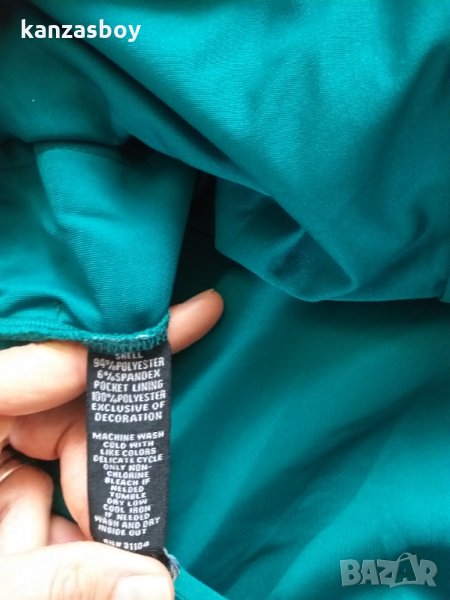 kanzasboy
SHELL
94%POLYESTER
6%SPANDEX
POCKET LINING
100%POLYESTER
EXCLUSIVE OF
DECORATION
MACHINE WASH
COLD WITH
LIKE COLORS
DELICATE CYCLE
ONLY NON-
CHLORINE
BLEACH IF
NEEDED
TUMBLE
DRY LOW
COOL IRON
IF NEEDED
WASH AND DRY
INSIDE OUT
RN# 31104
BAZAR